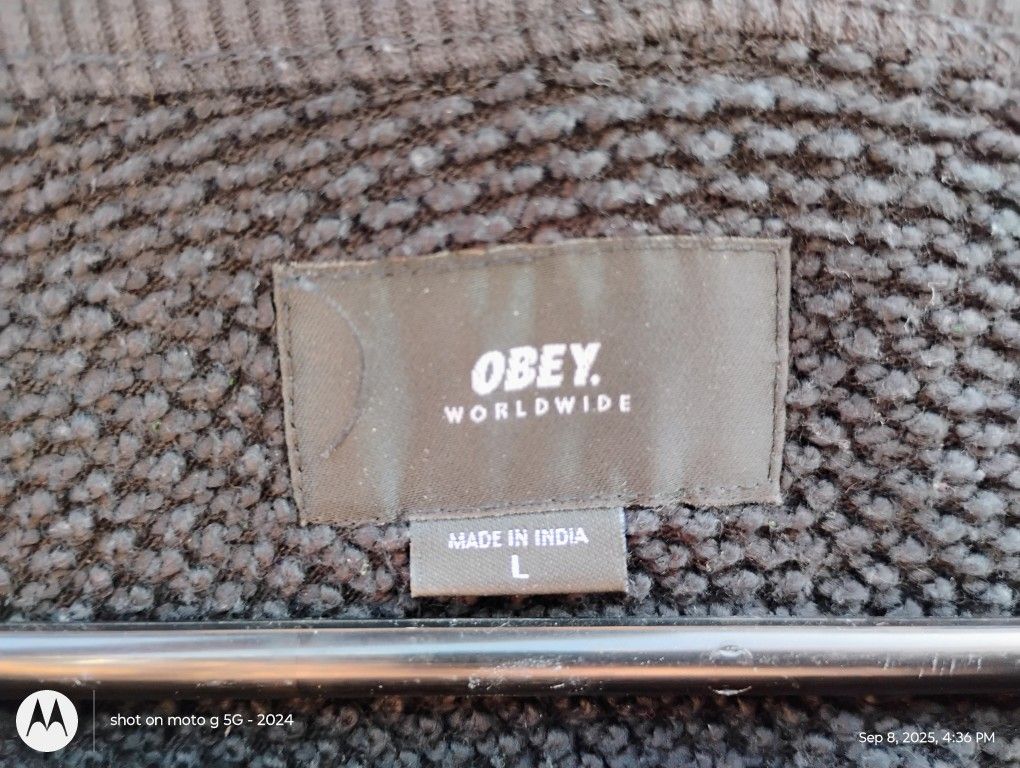 OBEY.
WORLDWIDE
MADE IN INDIA
L
shot on moto g 5G - 2024
Sep 8, 2025, 4:36 PM